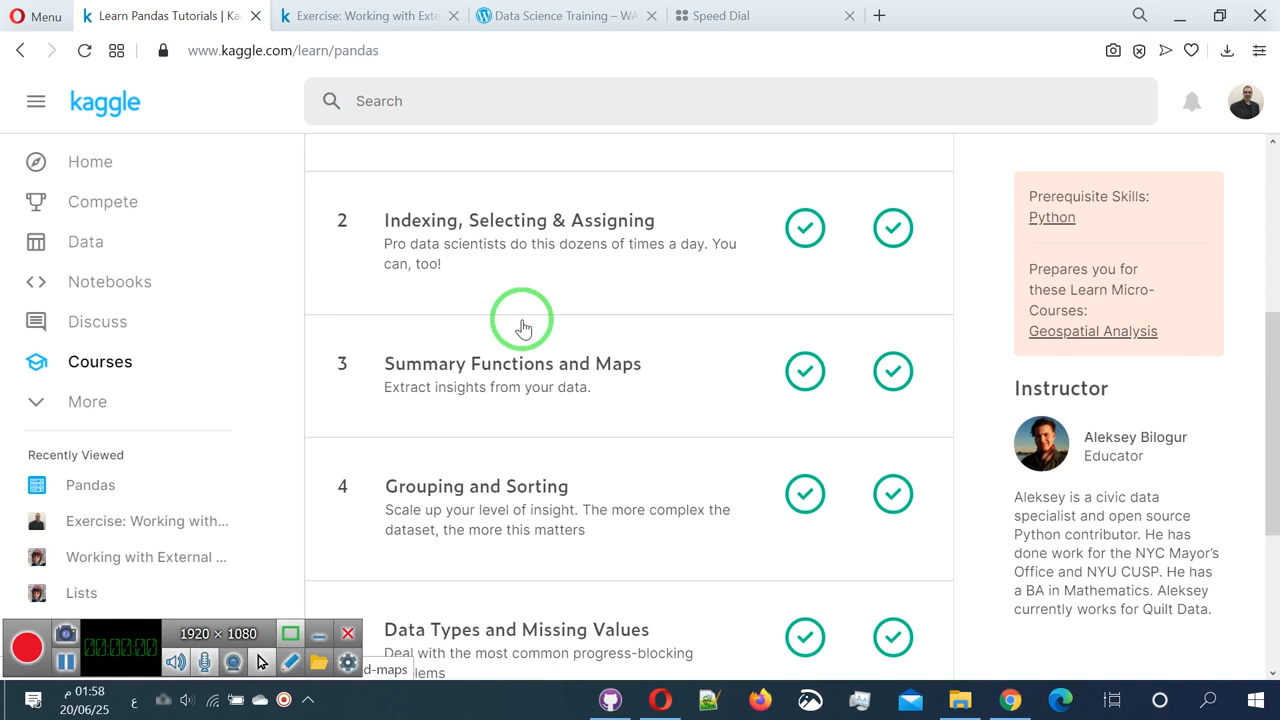 Menu
Learn Pandas Tutorials | Ka
Exercise: Working with Exte
Data Science Training – WA
Speed Dial
www.kaggle.com/learn/pandas
kaggle
Search
Home
Compete
Data
Notebooks
Discuss
Courses
More
Recently Viewed
Pandas
Exercise: Working with...
Working with External ...
Lists
2
Indexing, Selecting & Assigning
Pro data scientists do this dozens of times a day. You
can, too!
3
Summary Functions and Maps
Extract insights from your data.
4
Grouping and Sorting
Scale up your level of insight. The more complex the
dataset, the more this matters
Data Types and Missing Values
Deal with the most common progress-blocking
Prerequisite Skills:
Python
Prepares you for
these Learn Micro-
Courses:
Geospatial Analysis
Instructor
Aleksey Bilogur
Educator
Aleksey is a civic data
specialist and open source
Python contributor. He has
done work for the NYC Mayor's
Office and NYU CUSP. He has
a BA in Mathematics. Aleksey
currently works for Quilt Data.
00:00:00
1920 × 1080
d-maps
01:58 م
20/06/25
ع